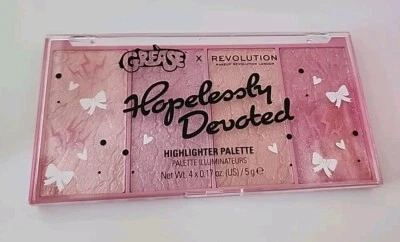 GREASE x REVOLUTION
MAKEUP REVOLUTION LONDON
Hopelessly
Devoted
HIGHLIGHTER PALETTE
PALETTE ILLUMINATEURS
Net Wt. 4 x 0.17 oz. (US) / 5g e